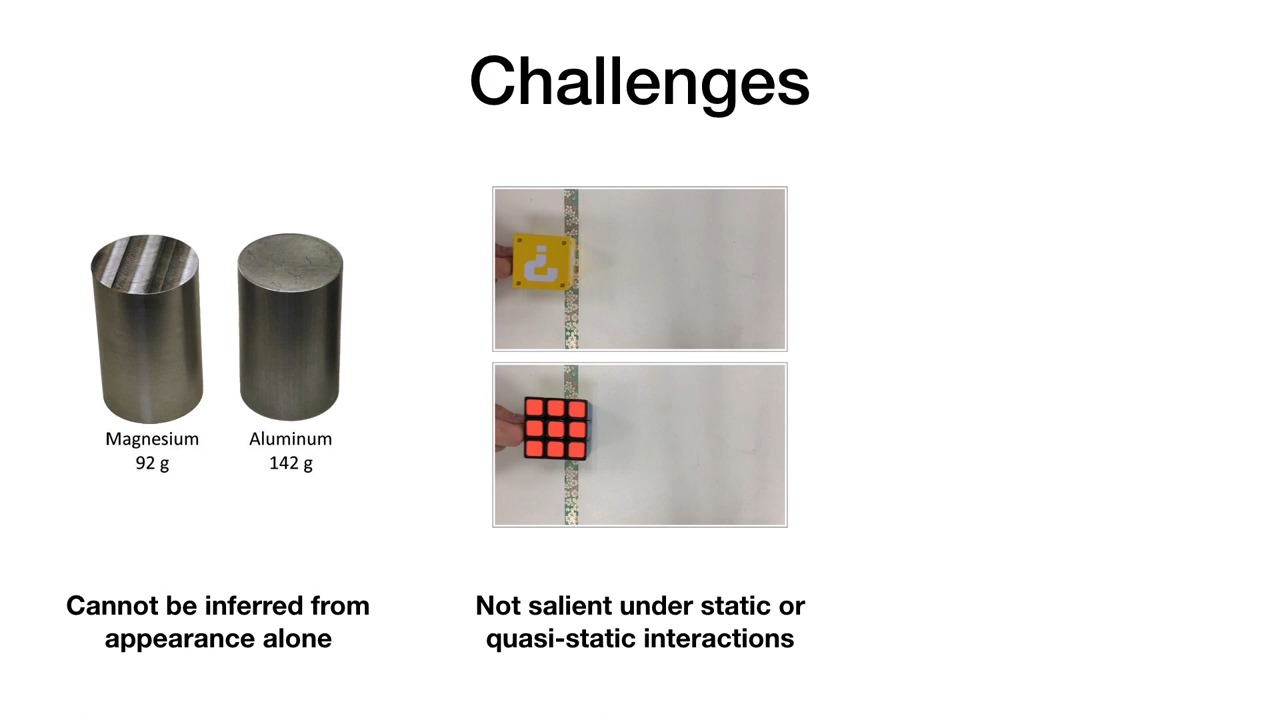 Challenges
Magnesium
92 g
Aluminum
142 g
Cannot be inferred from
appearance alone
Not salient under static or
quasi-static interactions